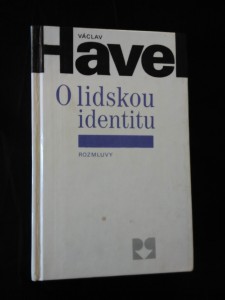 VÁCLAV
Havel
O lidskou
identitu
ROZMLUVY